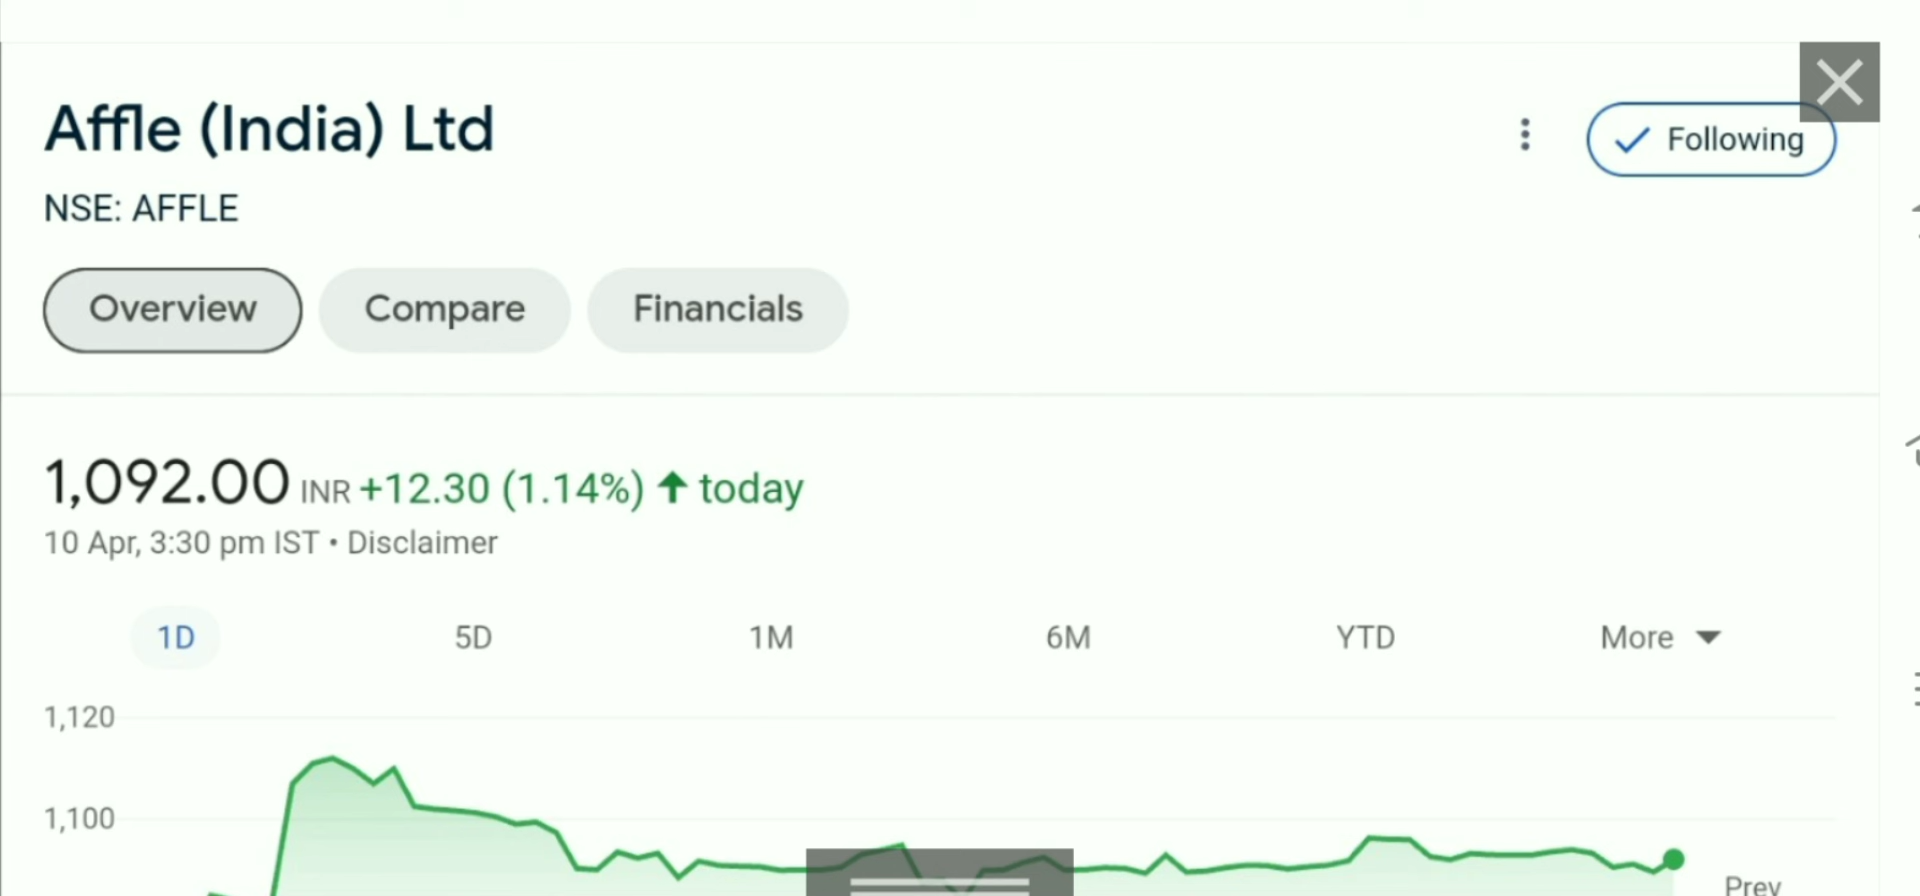 Affle (India) Ltd
Following
NSE: AFFLE
Overview Compare Financials
1,092.00 INR +12.30 (1.14%) today
10 Apr, 3:30 pm IST • Disclaimer
1D 5D 1M 6M YTD More
1,120
1,100
Prev